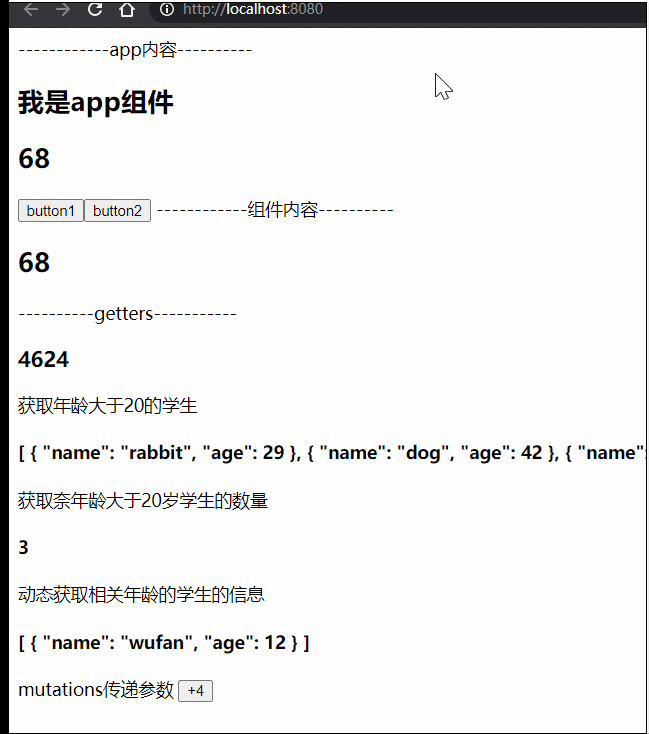 http://localhost:8080
------------app内容----------
我是app组件
68
button1 button2 ------------组件内容----------
68
----------getters-----------
4624
获取年龄大于20的学生
[ { "name": "rabbit", "age": 29 }, { "name": "dog", "age": 42 }, { "name":
获取奈年龄大于20岁学生的数量
3
动态获取相关年龄的学生的信息
[ { "name": "wufan", "age": 12 } ]
mutations传递参数 +4